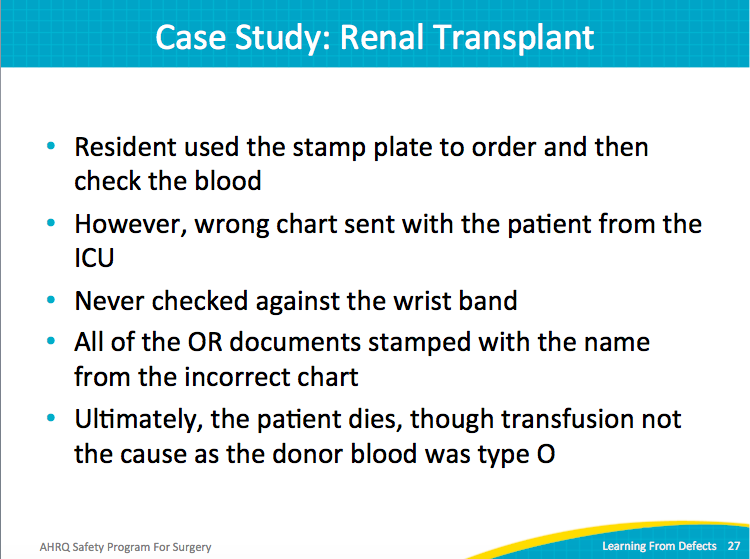 Case Study: Renal Transplant
• Resident used the stamp plate to order and then
check the blood
• However, wrong chart sent with the patient from the
ICU
• Never checked against the wrist band
• All of the OR documents stamped with the name
from the incorrect chart
• Ultimately, the patient dies, though transfusion not
the cause as the donor blood was type O
AHRQ Safety Program For Surgery
Learning From Defects 27